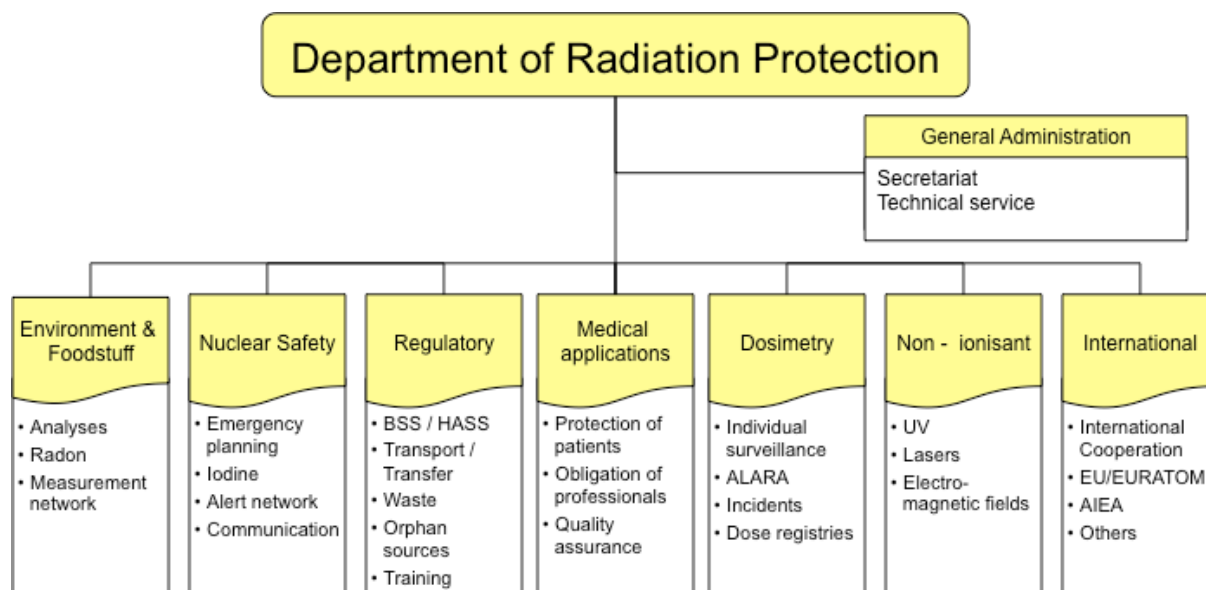 Department of Radiation Protection
General Administration
Secretariat
Technical service
Environment &
Foodstuff
• Analyses
• Radon
• Measurement
network
Nuclear Safety
• Emergency
planning
• Iodine
• Alert network
• Communication
Regulatory
• BSS / HASS
• Transport /
Transfer
• Waste
• Orphan
sources
• Training
Medical
applications
• Protection of
patients
• Obligation of
professionals
• Quality
assurance
Dosimetry
• Individual
surveillance
• ALARA
• Incidents
• Dose registries
Non - ionisant
• UV
• Lasers
• Electro-
magnetic fields
International
• International
Cooperation
• EU/EURATOM
• AIEA
• Others